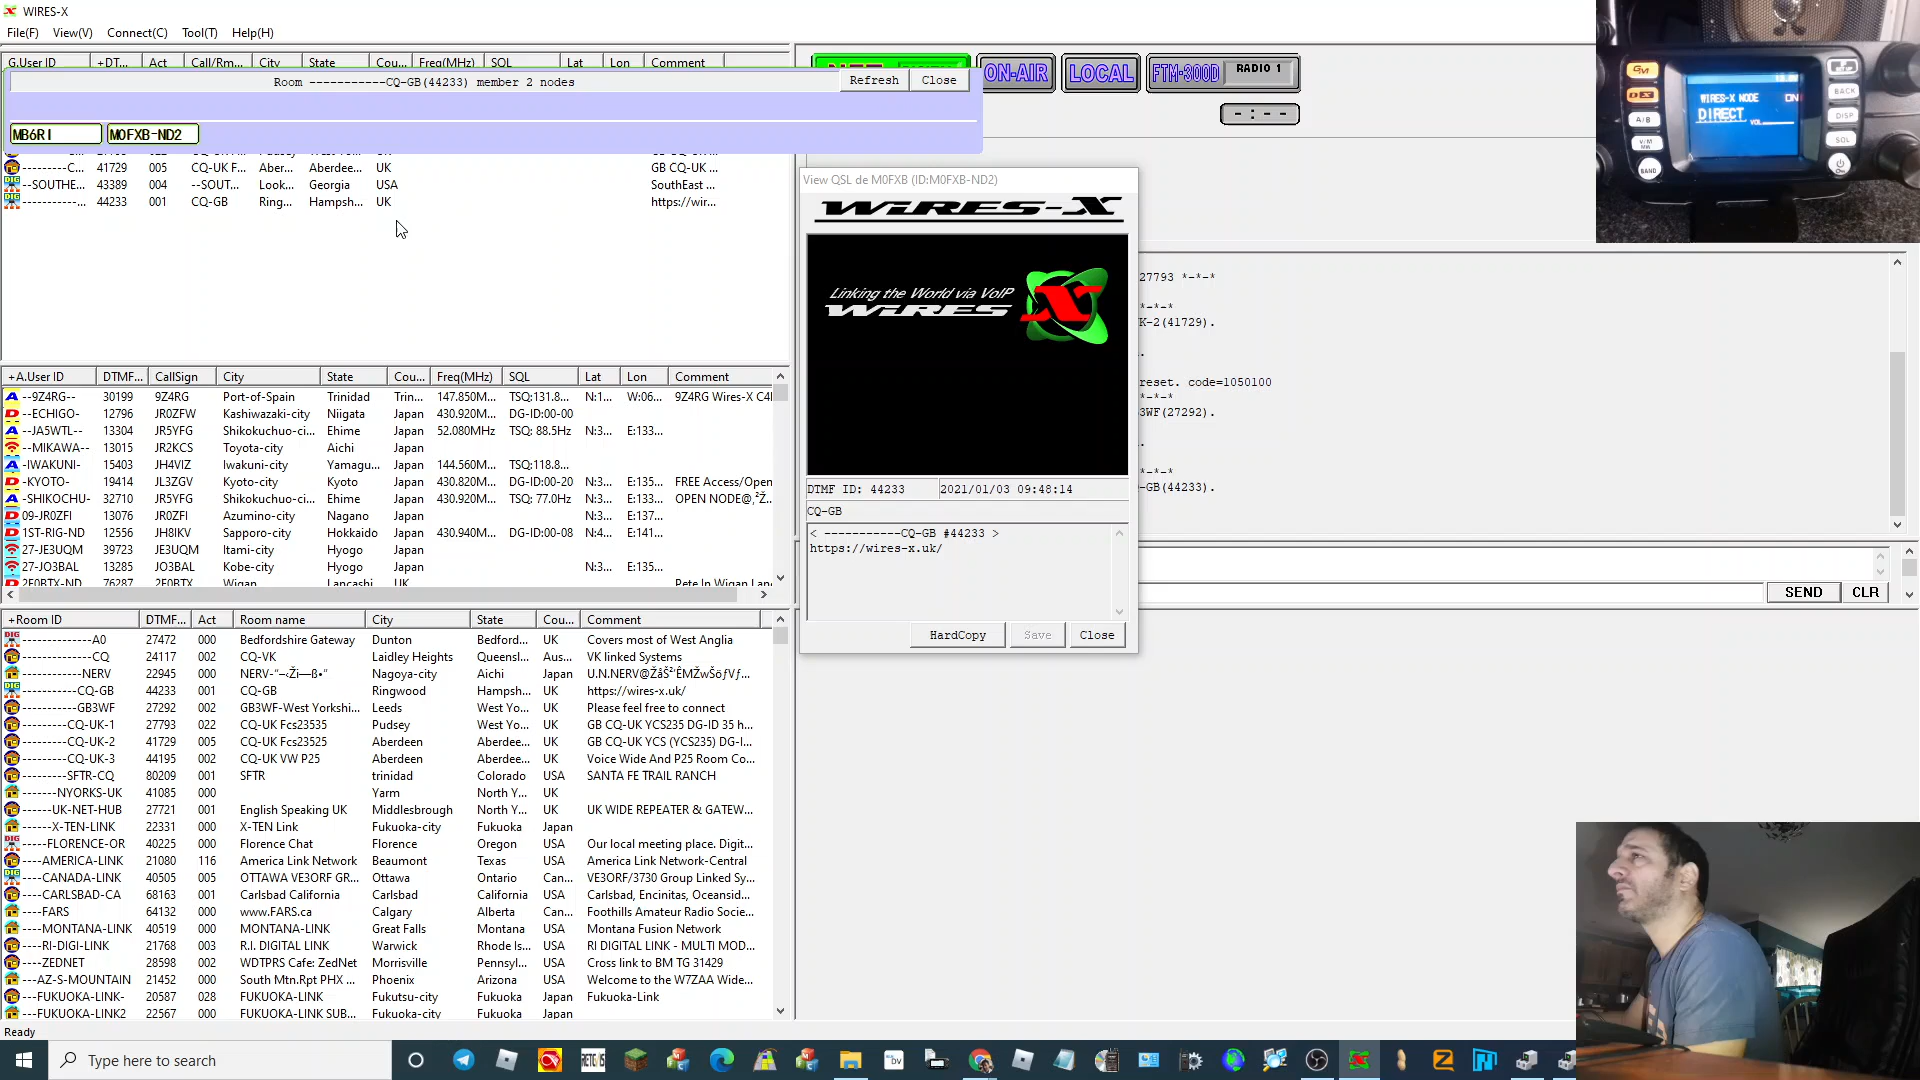 WIRES-X
File(F) View(V) Connect(C) Tool(T) Help(H)
G.User ID +DT... Act Call/Rm... City State Cou... Freq(MHz) SQL Lat Lon Comment
Room -----------CQ-GB(44233) member 2 nodes Refresh Close
MB6RI M0FXB-ND2
---------C... 41729 005 CQ-UK F... Aber... Aberdee... UK GB CQ-UK ...
--SOUTHE... 43389 004 --SOUT... Look... Georgia USA SouthEast ...
-----------... 44233 001 CQ-GB Ring... Hampsh... UK https://wir...
ON-AIR LOCAL FTM-300D RADIO 1
- : - -
View QSL de M0FXB (ID:M0FXB-ND2)
WIRES-X
Linking the World via VoIP
WIRES X
DTMF ID: 44233 2021/01/03 09:48:14
CQ-GB
< -----------CQ-GB #44233 >
https://wires-x.uk/
HardCopy Save Close
27793 *-*-*
*-*-*
K-2(41729).
reset. code=1050100
*-*-*
3WF(27292).
*-*-*
Q-GB(44233).
SEND CLR
+A.User ID DTMF... CallSign City State Cou... Freq(MHz) SQL Lat Lon Comment
--9Z4RG-- 30199 9Z4RG Port-of-Spain Trinidad Trin... 147.850M... TSQ:131.8... N:1... W:06... 9Z4RG Wires-X C4
--ECHIGO- 12796 JR0ZFW Kashiwazaki-city Niigata Japan 430.920MHz DG-ID:00-00
--JA5WTL-- 13304 JR5YFG Shikokuchuo-ci... Ehime Japan 52.080MHz TSQ: 88.5Hz N:3... E:133...
--MIKAWA-- 13015 JR2KCS Toyota-city Aichi Japan
-IWAKUNI- 15403 JH4VIZ Iwakuni-city Yamagu... Japan 144.560M... TSQ:118.8...
-KYOTO- 19414 JL3ZGV Kyoto-city Kyoto Japan 430.820M... DG-ID:00-20 N:3... E:135... FREE Access/Open
-SHIKOCHU- 32710 JR5YFG Shikokuchuo-ci... Ehime Japan 430.920M... TSQ: 77.0Hz N:3... E:133... OPEN NODE@‚²Ž...
09-JR0ZFI 13076 JR0ZFI Azumino-city Nagano Japan N:3... E:137...
1ST-RIG-ND 12556 JH8IKV Sapporo-city Hokkaido Japan 430.940M... DG-ID:00-08 N:4... E:141...
27-JE3UQM 39723 JE3UQM Itami-city Hyogo Japan
27-JO3BAL 13285 JO3BAL Kobe-city Hyogo Japan N:3... E:135...
2E0BTX-ND 76287 2E0BTX Wigan Lancashi UK Pete In Wigan Lan
+Room ID DTMF... Act Room name City State Cou... Comment
--------------A0 27472 000 Bedfordshire Gateway Dunton Bedford... UK Covers most of West Anglia
-------------CQ 24117 002 CQ-VK Laidley Heights Queensl... Aus... VK linked Systems
------------NERV 22945 000 NERV-“–‹Ži—ß•“ Nagoya-city Aichi Japan U.N.NERV@ŽåŠ²ˆÊMŽwŠöƒVƒ...
-----------CQ-GB 44233 001 CQ-GB Ringwood Hampsh... UK https://wires-x.uk/
----------GB3WF 27292 002 GB3WF-West Yorkshi... Leeds West Yo... UK Please feel free to connect
---------CQ-UK-1 27793 022 CQ-UK Fcs23535 Pudsey West Yo... UK GB CQ-UK YCS235 DG-ID 35 h...
---------CQ-UK-2 41729 005 CQ-UK Fcs23525 Aberdeen Aberdee... UK GB CQ-UK YCS (YCS235) DG-I...
---------CQ-UK-3 44195 002 CQ-UK VW P25 Aberdeen Aberdee... UK Voice Wide And P25 Room Co...
--------SFTR-CQ 80209 001 SFTR trinidad Colorado USA SANTA FE TRAIL RANCH
-------NYORKS-UK 41085 000 Yarm North Y... UK
------UK-NET-HUB 27721 001 English Speaking UK Middlesbrough North Y... UK UK WIDE REPEATER & GATEW...
------X-TEN-LINK 22331 000 X-TEN Link Fukuoka-city Fukuoka Japan
-----FLORENCE-OR 40225 000 Florence Chat Florence Oregon USA Our local meeting place. Digit...
----AMERICA-LINK 21080 116 America Link Network Beaumont Texas USA America Link Network-Central
----CANADA-LINK 40505 005 OTTAWA VE3ORF GR... Ottawa Ontario Can... VE3ORF/3730 Group Linked Sy...
----CARLSBAD-CA 68163 001 Carlsbad California Carlsbad California USA Carlsbad, Encinitas, Oceansid...
----FARS 64132 000 www.FARS.ca Calgary Alberta Can... Foothills Amateur Radio Socie...
----MONTANA-LINK 40519 000 MONTANA-LINK Great Falls Montana USA Montana Fusion Network
----RI-DIGI-LINK 21768 003 R.I. DIGITAL LINK Warwick Rhode Is... USA RI DIGITAL LINK - MULTI MOD...
----ZEDNET 28598 002 WDTPRS Cafe: ZedNet Morrisville Pennsyl... USA Cross link to BM TG 31429
---AZ-S-MOUNTAIN 21452 000 South Mtn.Rpt PHX ... Phoenix Arizona USA Welcome to the W7ZAA Wide...
---FUKUOKA-LINK- 20587 028 FUKUOKA-LINK Fukutsu-city Fukuoka Japan Fukuoka-Link
---FUKUOKA-LINK2 22567 000 FUKUOKA-LINK SUB... Fukuoka-city Fukuoka Japan
Ready
Type here to search
WIRES-X NODE ON
DIRECT
VOL
GM
DX
A/B
V/M
MW
BAND
BACK
DISP
SQL